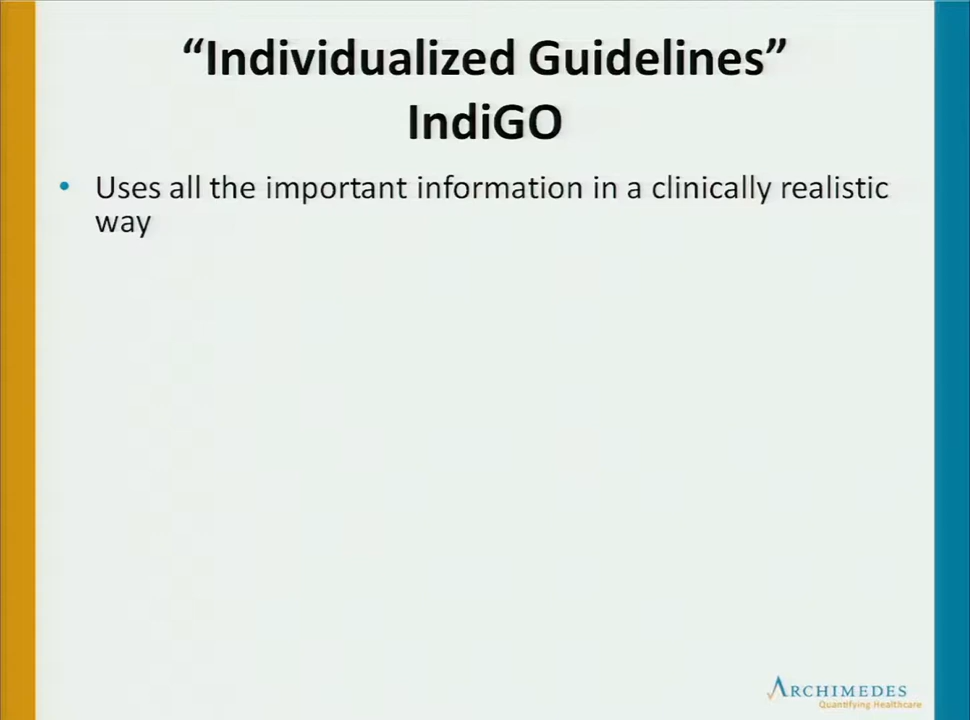 “Individualized Guidelines”
IndiGO
• Uses all the important information in a clinically realistic
way
ARCHIMEDES
Quantifying Healthcare